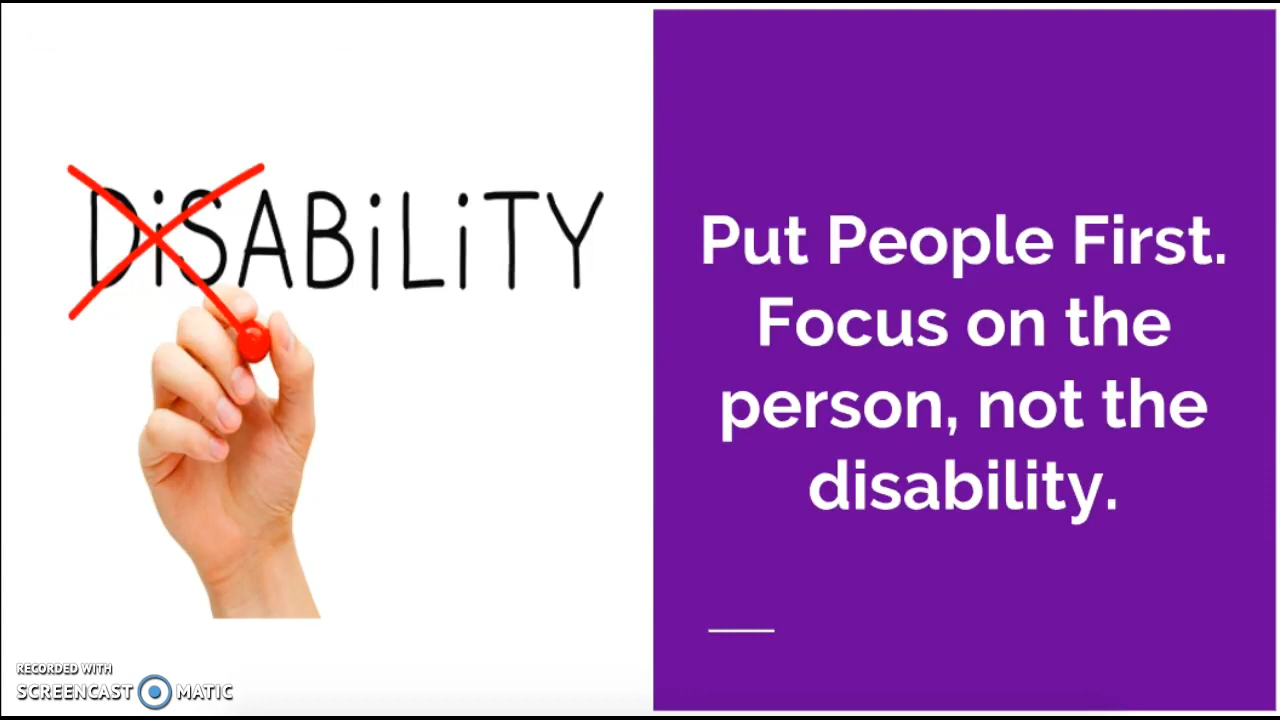 DiSABiLiTY
Put People First.
Focus on the
person, not the
disability.
RECORDED WITH
SCREENCAST MATIC